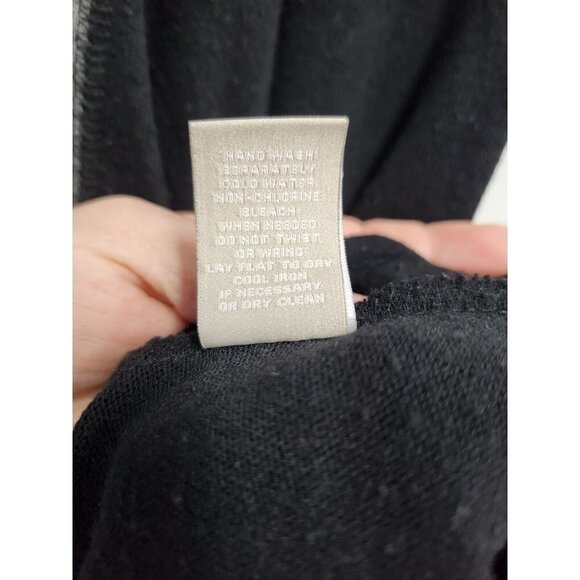 HAND WASH
SEPARATELY
COLD WATER
NON-CHLORINE
BLEACH
WHEN NEEDED
DO NOT TWIST
OR WRING
LAY FLAT TO DRY
COOL IRON
IF NECESSARY
OR DRY CLEAN